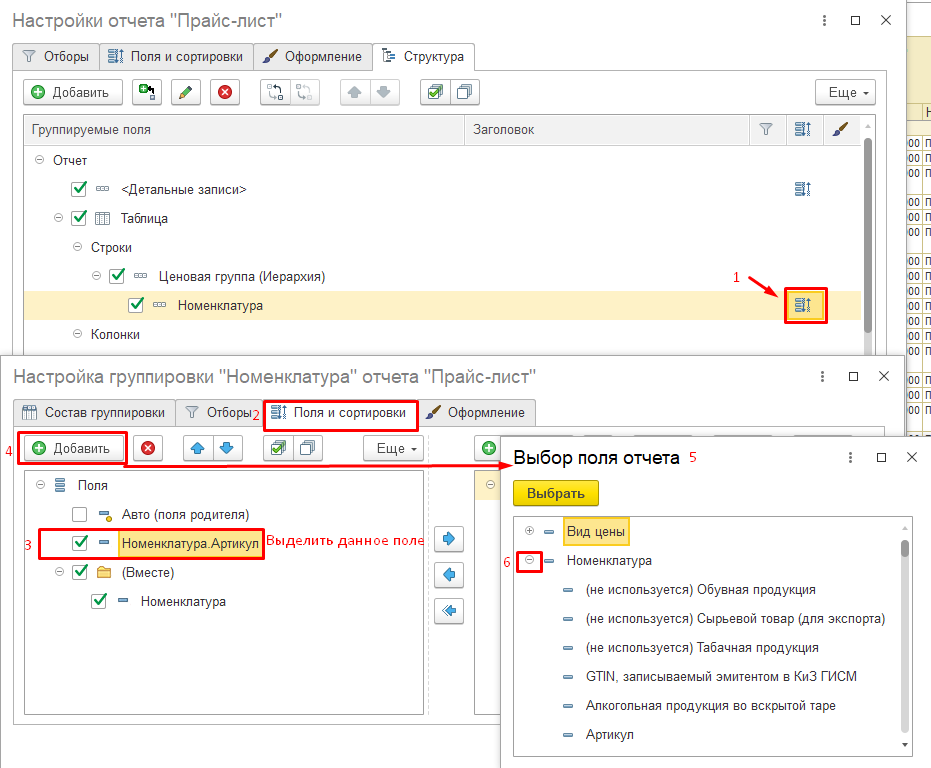 Настройки отчета "Прайс-лист"
Отборы Поля и сортировки Оформление Структура
Добавить Еще
Группируемые поля Заголовок
Отчет
<Детальные записи>
Таблица
Строки
Ценовая группа (Иерархия)
1
Номенклатура
Колонки
Настройка группировки "Номенклатура" отчета "Прайс-лист"
Состав группировки Отборы 2 Поля и сортировки Оформление
4 Добавить Еще
Поля
Авто (поля родителя)
3 Номенклатура.Артикул Выделить данное поле
(Вместе)
Номенклатура
Выбор поля отчета 5
Выбрать
Вид цены
6 Номенклатура
(не используется) Обувная продукция
(не используется) Сырьевой товар (для экспорта)
(не используется) Табачная продукция
GTIN, записываемый эмитентом в КиЗ ГИСМ
Алкогольная продукция во вскрытой таре
Артикул